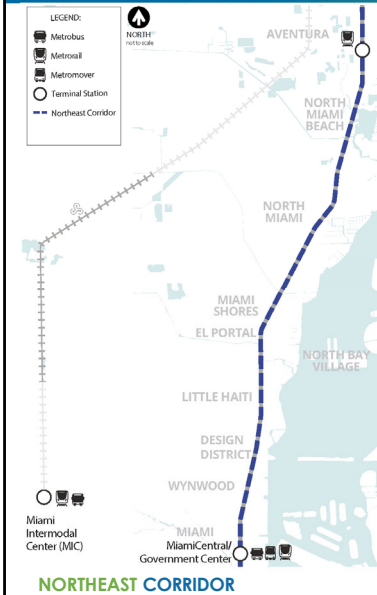 LEGEND:
Metrobus
Metrorail
Metromover
Terminal Station
Northeast Corridor
NORTH
not to scale
AVENTURA
NORTH
MIAMI
BEACH
NORTH
MIAMI
MIAMI
SHORES
EL PORTAL
NORTH BAY
VILLAGE
LITTLE HAITI
DESIGN
DISTRICT
WYNWOOD
Miami
Intermodal
Center (MIC)
MIAMI
MiamiCentral/
Government Center
NORTHEAST CORRIDOR